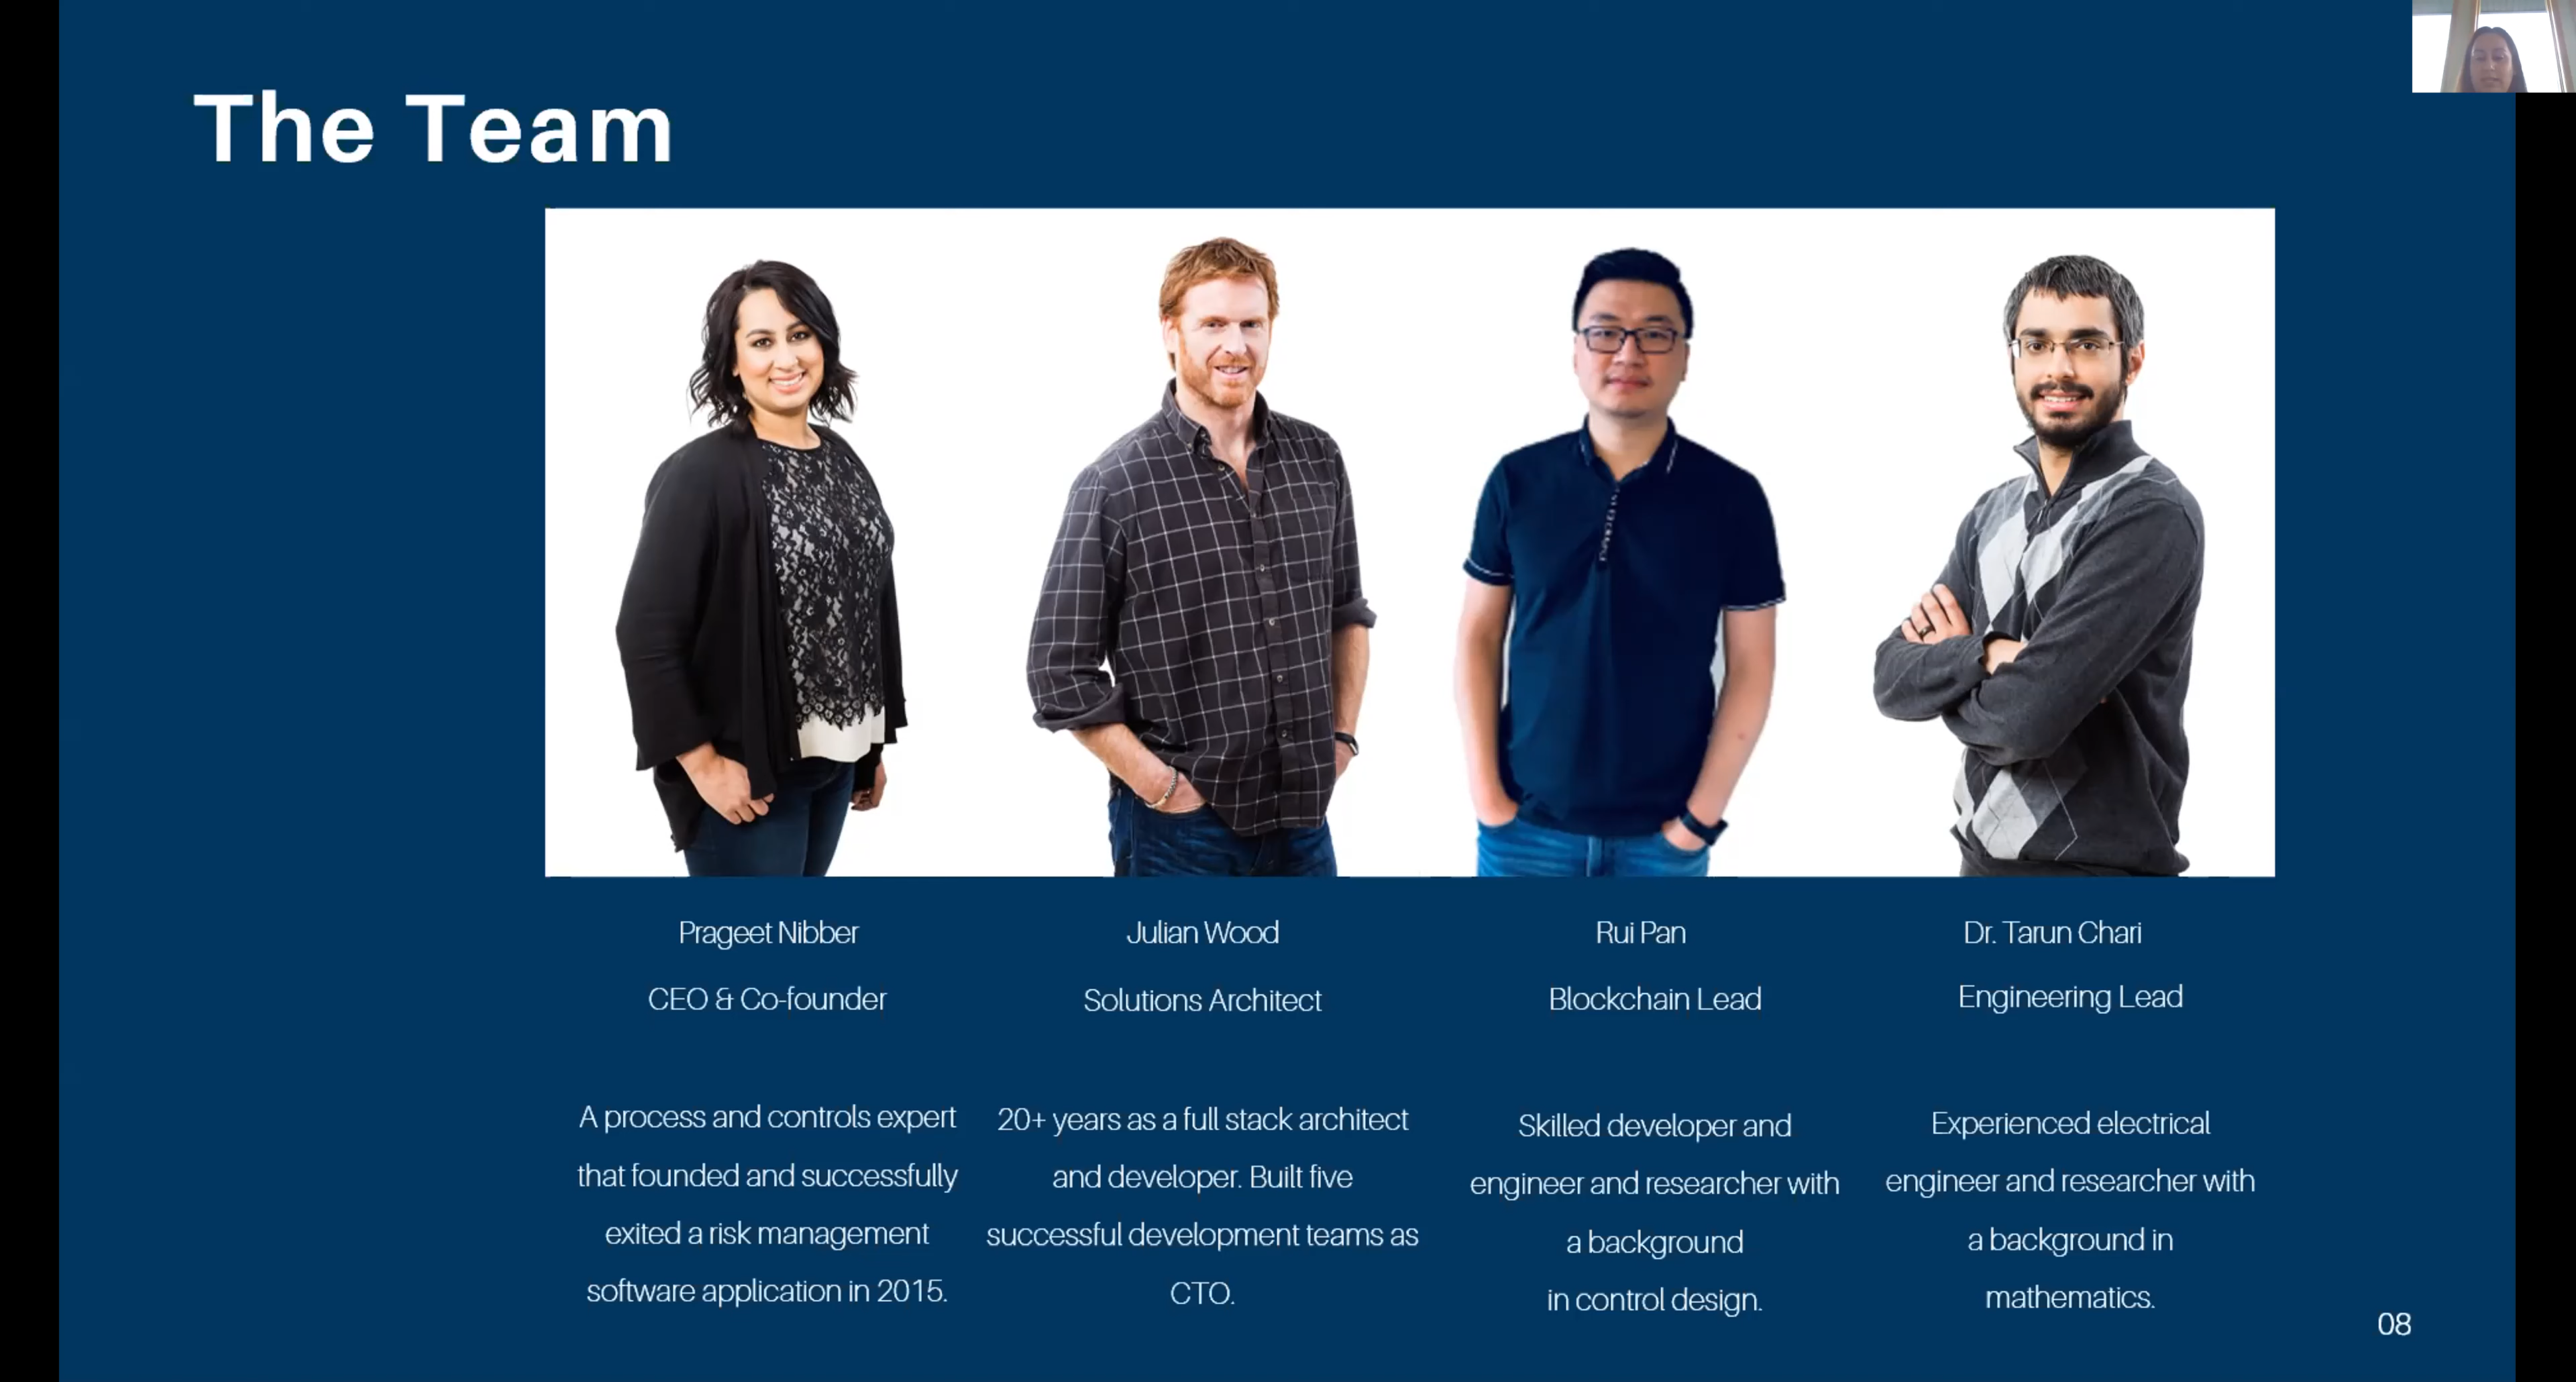 The Team
Prageet Nibber
CEO & Co-founder
A process and controls expert
that founded and successfully
exited a risk management
software application in 2015.
Julian Wood
Solutions Architect
20+ years as a full stack architect
and developer. Built five
successful development teams as
CTO.
Rui Pan
Blockchain Lead
Skilled developer and
engineer and researcher with
a background
in control design.
Dr. Tarun Chari
Engineering Lead
Experienced electrical
engineer and researcher with
a background in
mathematics.
08